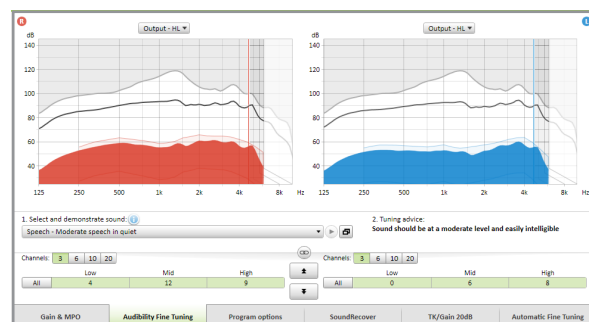 R
L
Output - HL
Output - HL
dB
dB
140
140
120
120
100
100
80
80
60
60
40
40
125 250 500 1k 2k 4k 8k Hz
125 250 500 1k 2k 4k 8k Hz
1. Select and demonstrate sound:
2. Tuning advice:
Speech - Moderate speech in quiet
Sound should be at a moderate level and easily intelligible
Channels: 3 6 10 20
Channels: 3 6 10 20
Low Mid High
Low Mid High
All 4 12 9
All 0 6 8
Gain & MPO Audibility Fine Tuning Program options SoundRecover TK/Gain 20dB Automatic Fine Tuning